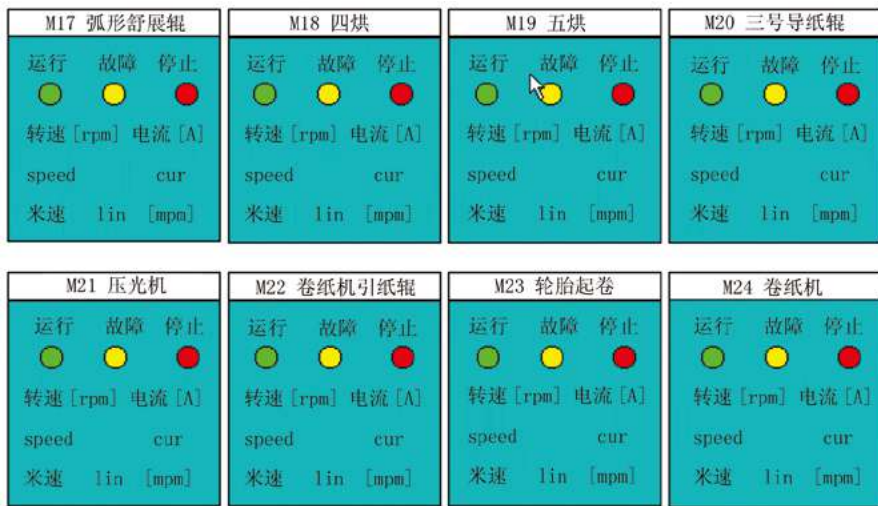 M17 弧形舒展辊
M18 四烘
M19 五烘
M20 三号导纸辊
运行 故障 停止
运行 故障 停止
运行 故障 停止
运行 故障 停止
转速 [rpm] 电流 [A]
转速 [rpm] 电流 [A]
转速 [rpm] 电流 [A]
转速 [rpm] 电流 [A]
speed cur
speed cur
speed cur
speed cur
米速 lin [mpm]
米速 lin [mpm]
米速 lin [mpm]
米速 lin [mpm]
M21 压光机
M22 卷纸机引纸辊
M23 轮胎起卷
M24 卷纸机
运行 故障 停止
运行 故障 停止
运行 故障 停止
运行 故障 停止
转速 [rpm] 电流 [A]
转速 [rpm] 电流 [A]
转速 [rpm] 电流 [A]
转速 [rpm] 电流 [A]
speed cur
speed cur
speed cur
speed cur
米速 lin [mpm]
米速 lin [mpm]
米速 lin [mpm]
米速 lin [mpm]